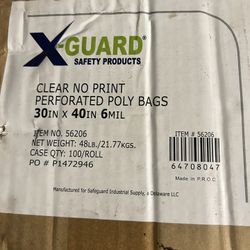 X-GUARD®
SAFETY PRODUCTS
CLEAR NO PRINT
PERFORATED POLY BAGS
30IN X 40IN 6MIL
ITEM NO. 56206
NET WEIGHT: 48LB./21.77KGS.
CASE QTY: 100/ROLL
PO # P1472946
ITEM # 56206
64708047
Made in P.R.O.C
Manufactured for Safeguard Industrial Supply, a Delaware LLC